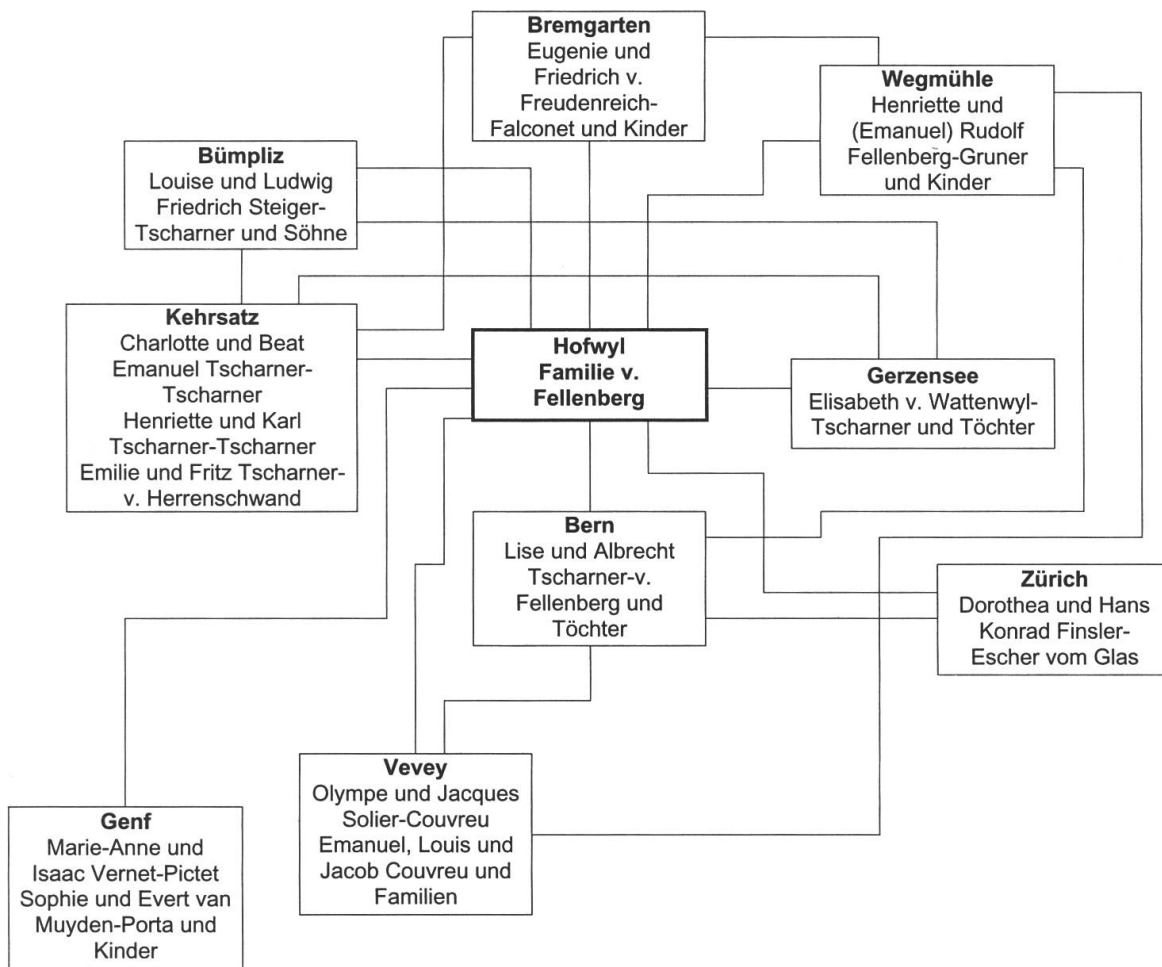 Bremgarten
Eugenie und
Friedrich v.
Freudenreich-
Falconet und Kinder
Wegmühle
Henriette und
(Emanuel) Rudolf
Fellenberg-Gruner
und Kinder
Bümpliz
Louise und Ludwig
Friedrich Steiger-
Tscharner und Söhne
Kehrsatz
Charlotte und Beat
Emanuel Tscharner-
Tscharner
Henriette und Karl
Tscharner-Tscharner
Emilie und Fritz Tscharner-
v. Herrenschwand
Hofwyl
Familie v.
Fellenberg
Gerzensee
Elisabeth v. Wattenwyl-
Tscharner und Töchter
Bern
Lise und Albrecht
Tscharner-v.
Fellenberg und
Töchter
Zürich
Dorothea und Hans
Konrad Finsler-
Escher vom Glas
Vevey
Olympe und Jacques
Solier-Couvreu
Emanuel, Louis und
Jacob Couvreu und
Familien
Genf
Marie-Anne und
Isaac Vernet-Pictet
Sophie und Evert van
Muyden-Porta und
Kinder